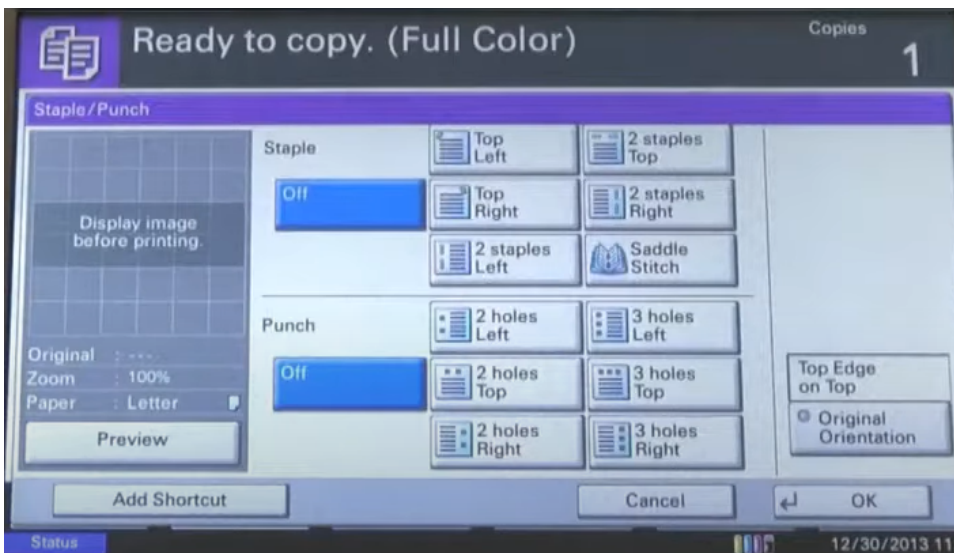 Ready to copy. (Full Color)
Copies
1
Staple/Punch
Display image
before printing.
Original : ---
Zoom : 100%
Paper : Letter
Preview
Staple
Off
Top
Left
2 staples
Top
Top
Right
2 staples
Right
2 staples
Left
Saddle
Stitch
Punch
Off
2 holes
Left
3 holes
Left
2 holes
Top
3 holes
Top
2 holes
Right
3 holes
Right
Top Edge
on Top
Original
Orientation
Add Shortcut
Cancel
OK
Status
12/30/2013 11